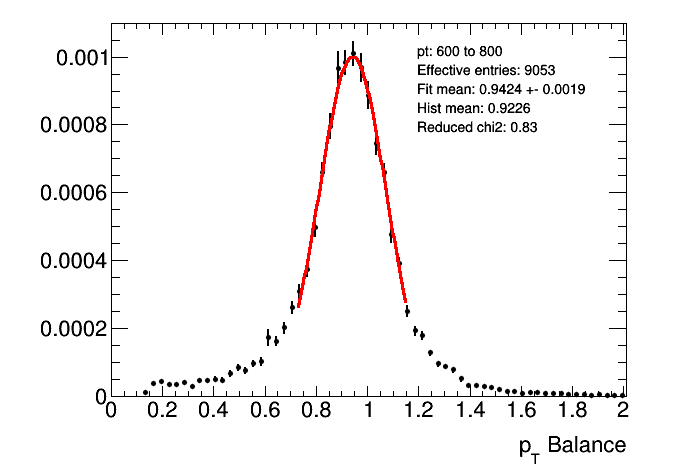 0.001
0.0008
0.0006
0.0004
0.0002
0
pt: 600 to 800
Effective entries: 9053
Fit mean: 0.9424 +- 0.0019
Hist mean: 0.9226
Reduced chi2: 0.83
0 0.2 0.4 0.6 0.8 1 1.2 1.4 1.6 1.8 2
pT Balance